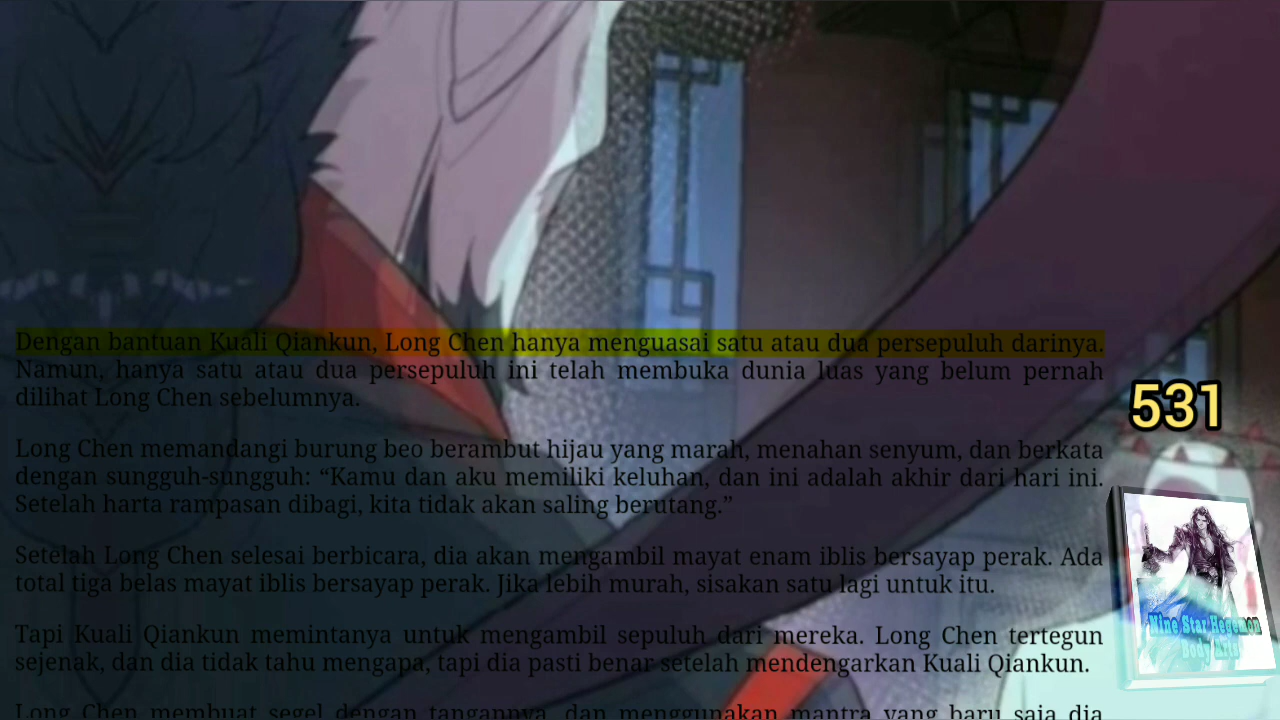 Dengan bantuan Kuali Qiankun, Long Chen hanya menguasai satu atau dua persepuluh darinya.
Namun, hanya satu atau dua persepuluh ini telah membuka dunia luas yang belum pernah
dilihat Long Chen sebelumnya.
Long Chen memandangi burung beo berambut hijau yang marah, menahan senyum, dan berkata
dengan sungguh-sungguh: “Kamu dan aku memiliki keluhan, dan ini adalah akhir dari hari ini.
Setelah harta rampasan dibagi, kita tidak akan saling berutang.”
Setelah Long Chen selesai berbicara, dia akan mengambil mayat enam iblis bersayap perak. Ada
total tiga belas mayat iblis bersayap perak. Jika lebih murah, sisakan satu lagi untuk itu.
Tapi Kuali Qiankun memintanya untuk mengambil sepuluh dari mereka. Long Chen tertegun
sejenak, dan dia tidak tahu mengapa, tapi dia pasti benar setelah mendengarkan Kuali Qiankun.
Long Chen membuat segel dengan tangannya, dan menggunakan mantra yang baru saja dia
531
Nine Star Hegemon
Body Arts